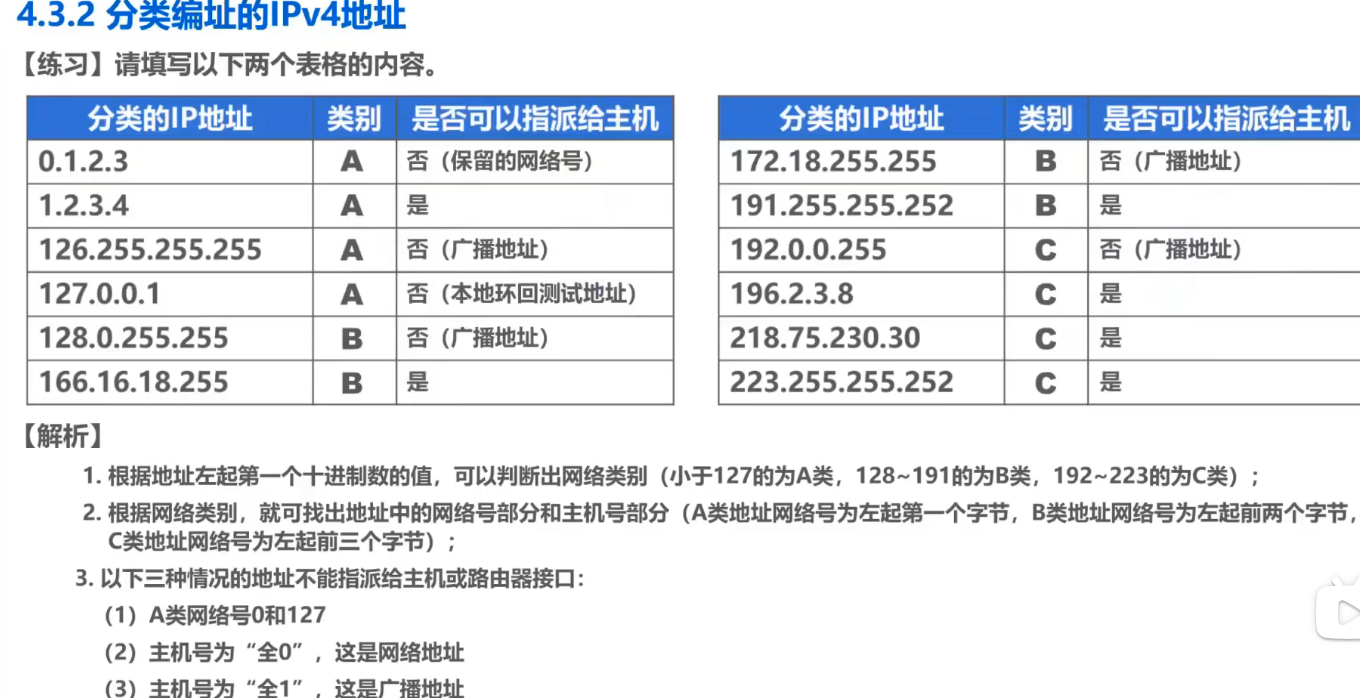 4.3.2 分类编址的IPv4地址
【练习】请填写以下两个表格的内容。
分类的IP地址 类别 是否可以指派给主机
0.1.2.3 A 否（保留的网络号）
1.2.3.4 A 是
126.255.255.255 A 否（广播地址）
127.0.0.1 A 否（本地环回测试地址）
128.0.255.255 B 否（广播地址）
166.16.18.255 B 是
分类的IP地址 类别 是否可以指派给主机
172.18.255.255 B 否（广播地址）
191.255.255.252 B 是
192.0.0.255 C 否（广播地址）
196.2.3.8 C 是
218.75.230.30 C 是
223.255.255.252 C 是
【解析】
1. 根据地址左起第一个十进制数的值，可以判断出网络类别（小于127的为A类，128~191的为B类，192~223的为C类）；
2. 根据网络类别，就可找出地址中的网络号部分和主机号部分（A类地址网络号为左起第一个字节，B类地址网络号为左起前两个字节，
C类地址网络号为左起前三个字节）；
3. 以下三种情况的地址不能指派给主机或路由器接口：
（1）A类网络号0和127
（2）主机号为“全0”，这是网络地址
（3）主机号为“全1”，这是广播地址